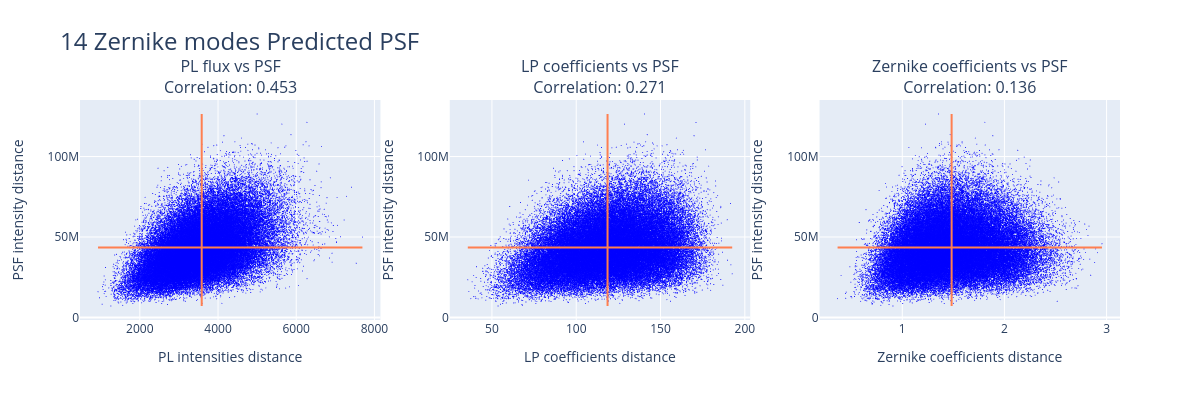 14 Zernike modes Predicted PSF
PL flux vs PSF
Correlation: 0.453
PSF intensity distance
100M
50M
0
2000 4000 6000 8000
PL intensities distance
LP coefficients vs PSF
Correlation: 0.271
PSF intensity distance
100M
50M
0
50 100 150 200
LP coefficients distance
Zernike coefficients vs PSF
Correlation: 0.136
PSF intensity distance
100M
50M
0
1 2 3
Zernike coefficients distance